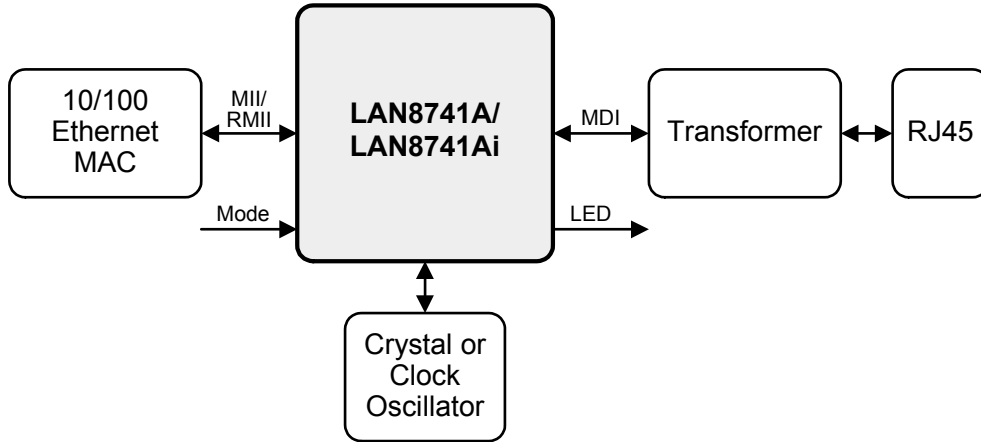 10/100
Ethernet
MAC
MII/
RMII
Mode
LAN8741A/
LAN8741Ai
MDI
LED
Transformer
RJ45
Crystal or
Clock
Oscillator